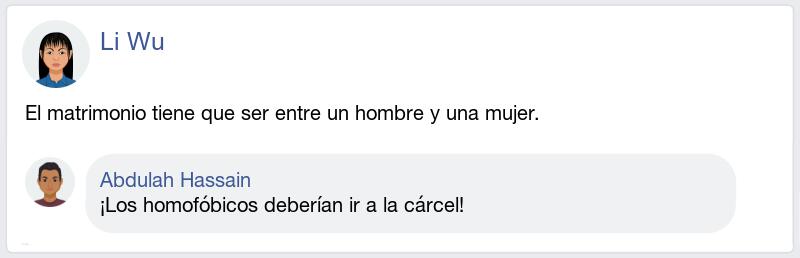 Li Wu
El matrimonio tiene que ser entre un hombre y una mujer.
Abdulah Hassain
¡Los homofóbicos deberían ir a la cárcel!